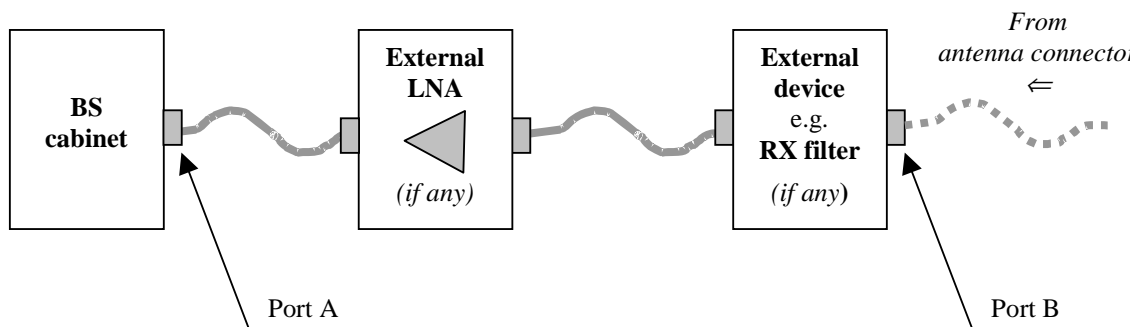 BS
cabinet
External
LNA
(if any)
External
device
e.g.
RX filter
(if any)
From
antenna connector
⇐
Port A
Port B